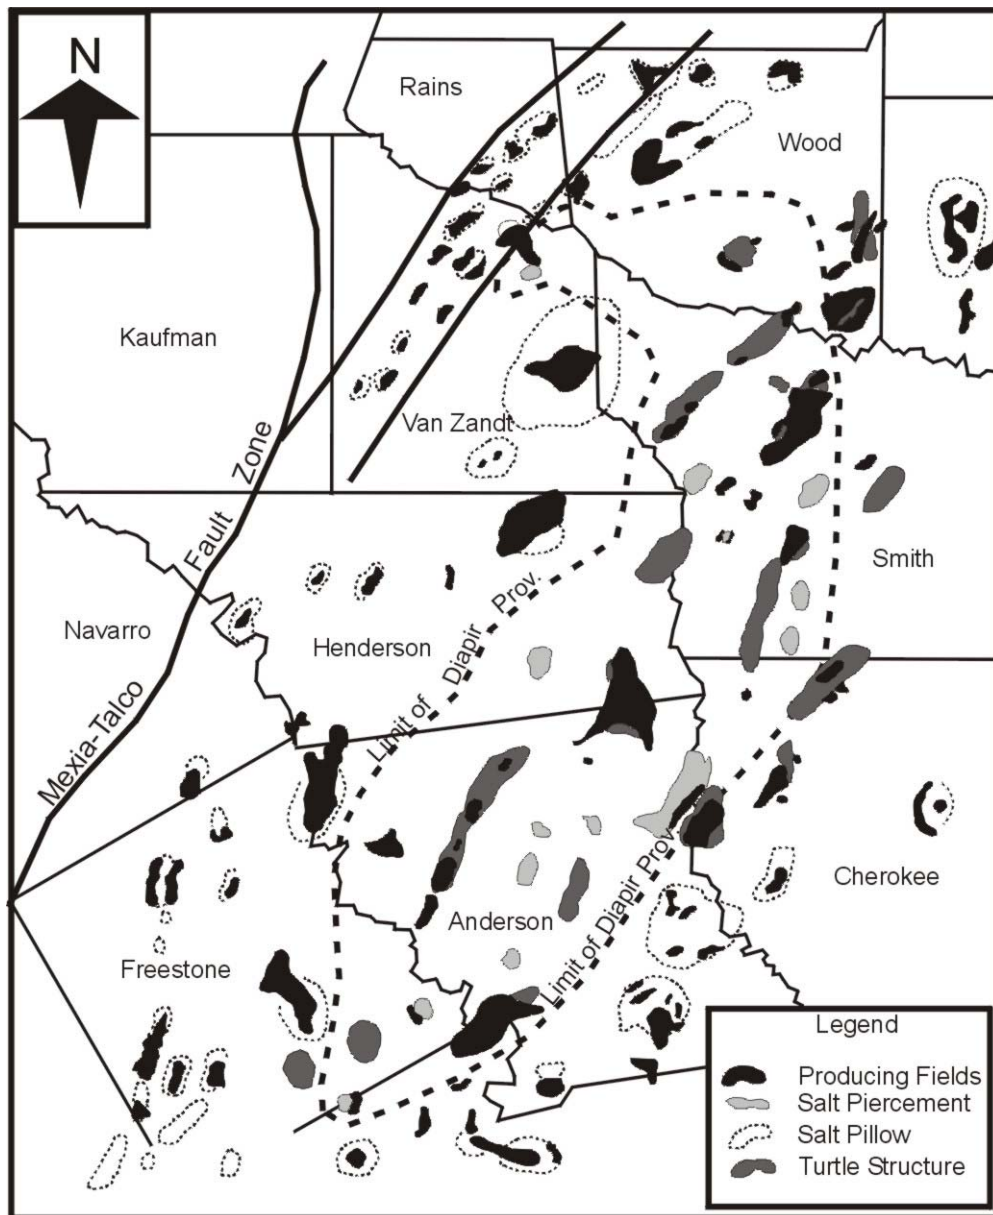 N
Rains
Wood
Kaufman
Van Zandt
Mexia-Talco Fault Zone
Smith
Navarro
Henderson
Limit of Diapir Prov.
Anderson
Limit of Diapir Prov
Cherokee
Freestone
Legend
Producing Fields
Salt Piercement
Salt Pillow
Turtle Structure